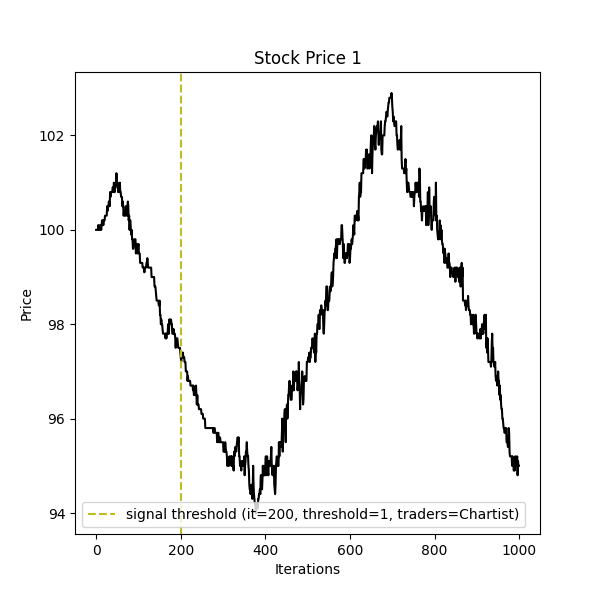 Stock Price 1
102
100
98
96
94
Price
signal threshold (it=200, threshold=1, traders=Chartist)
0 200 400 600 800 1000
Iterations